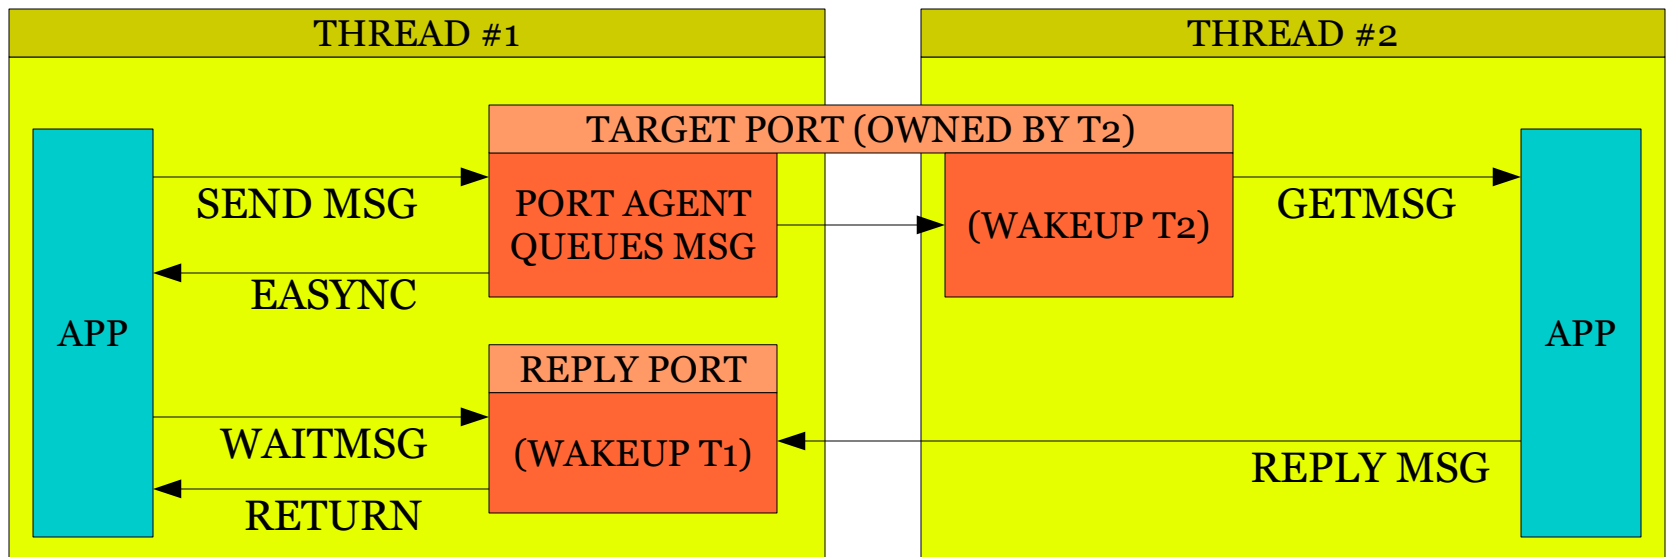 THREAD #1
THREAD #2
TARGET PORT (OWNED BY T2)
SEND MSG
PORT AGENT
QUEUES MSG
(WAKEUP T2)
GETMSG
EASYNC
APP
APP
REPLY PORT
WAITMSG
(WAKEUP T1)
REPLY MSG
RETURN